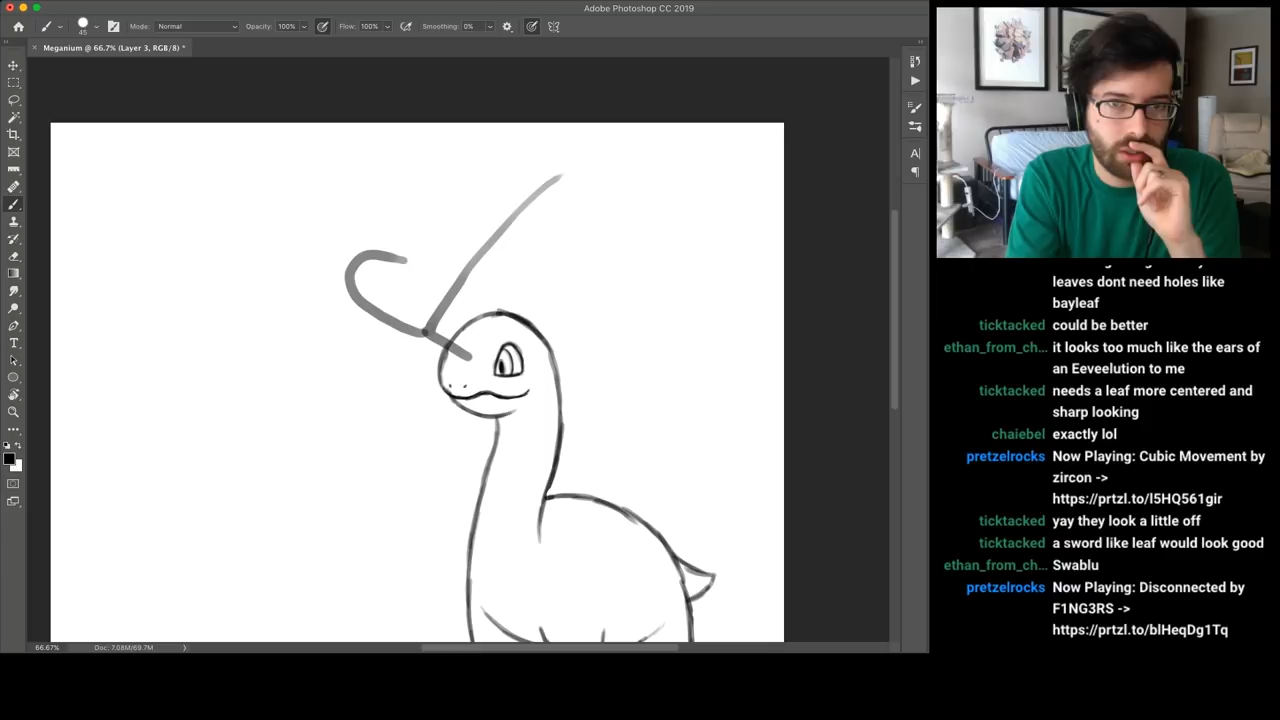 Adobe Photoshop CC 2019
45
Mode: Normal
Opacity: 100%
Flow: 100%
Smoothing: 0%
× Meganium @ 66.7% (Layer 3, RGB/8) *
leaves dont need holes like
bayleaf
ticktacked could be better
ethan_from_ch... it looks too much like the ears of
an Eeveelution to me
ticktacked needs a leaf more centered and
sharp looking
chaiebel exactly lol
pretzelrocks Now Playing: Cubic Movement by
zircon ->
https://prtzl.to/l5HQ561gir
ticktacked yay they look a little off
ticktacked a sword like leaf would look good
ethan_from_ch... Swablu
pretzelrocks Now Playing: Disconnected by
F1NG3RS ->
https://prtzl.to/blHeqDg1Tq
66.67% Doc: 7.08M/69.7M